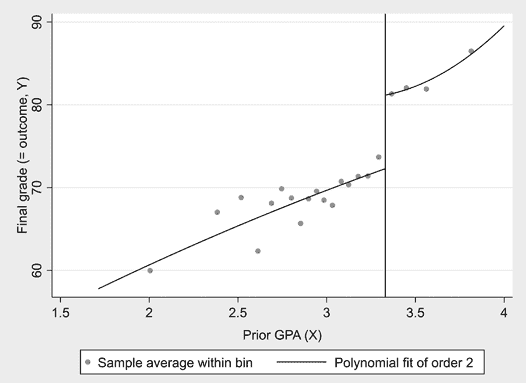 Final grade (= outcome, Y)
90
80
70
60
1.5 2 2.5 3 3.5 4
Prior GPA (X)
Sample average within bin Polynomial fit of order 2